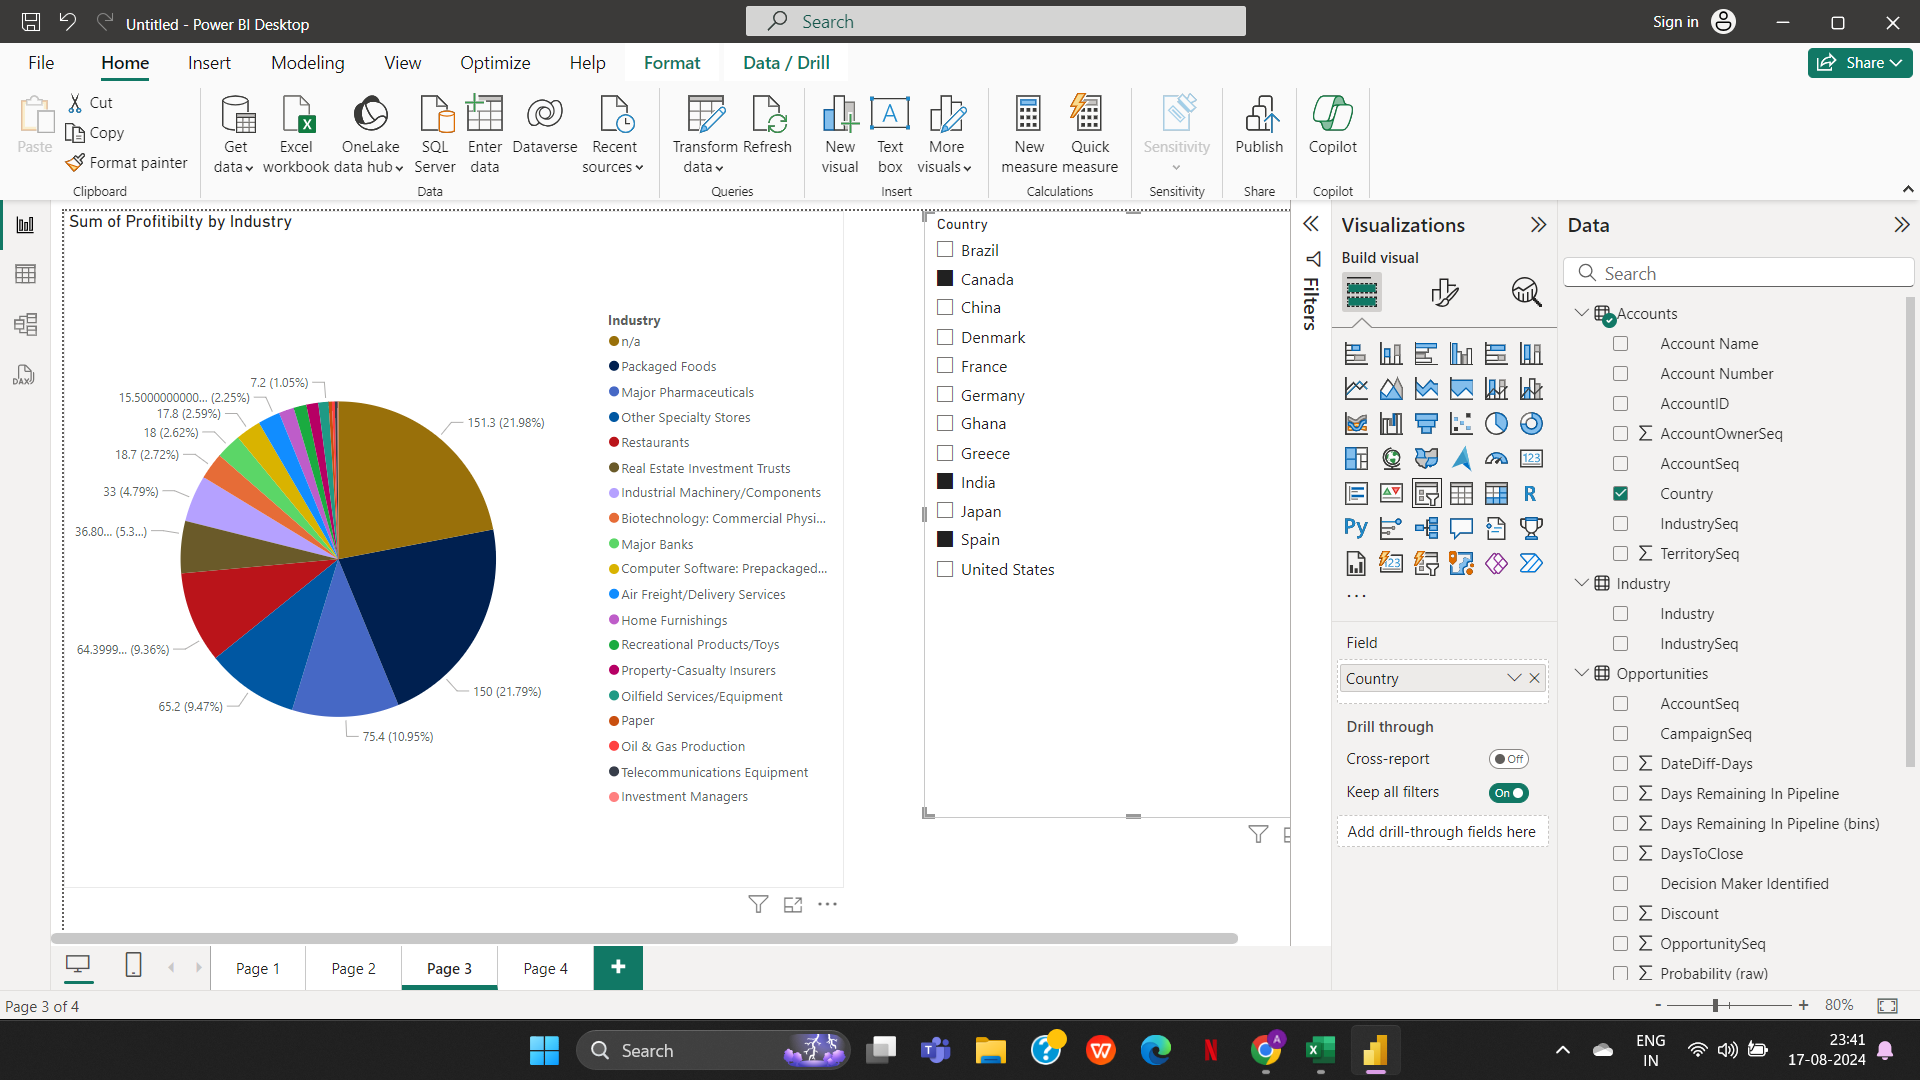 Untitled - Power BI Desktop
Search
Sign in
File
Home
Insert
Modeling
View
Optimize
Help
Format
Data / Drill
Share
Paste
Cut
Copy
Format painter
Clipboard
Get data
Excel workbook
OneLake data hub
SQL Server
Enter data
Dataverse
Recent sources
Data
Transform data
Refresh
Queries
New visual
Text box
More visuals
Insert
New measure
Quick measure
Calculations
Sensitivity
Sensitivity
Publish
Share
Copilot
Copilot
Sum of Profitibilty by Industry
7.2 (1.05%)
15.5000000000... (2.25%)
17.8 (2.59%)
18 (2.62%)
18.7 (2.72%)
33 (4.79%)
36.80... (5.3...)
64.3999... (9.36%)
65.2 (9.47%)
75.4 (10.95%)
150 (21.79%)
151.3 (21.98%)
Industry
n/a
Packaged Foods
Major Pharmaceuticals
Other Specialty Stores
Restaurants
Real Estate Investment Trusts
Industrial Machinery/Components
Biotechnology: Commercial Physi...
Major Banks
Computer Software: Prepackaged...
Air Freight/Delivery Services
Home Furnishings
Recreational Products/Toys
Property-Casualty Insurers
Oilfield Services/Equipment
Paper
Oil & Gas Production
Telecommunications Equipment
Investment Managers
Country
Brazil
Canada
China
Denmark
France
Germany
Ghana
Greece
India
Japan
Spain
United States
Filters
Visualizations
Build visual
123
R
Py
123
Field
Country
Drill through
Cross-report
Off
Keep all filters
On
Add drill-through fields here
Data
Search
Accounts
Account Name
Account Number
AccountID
AccountOwnerSeq
AccountSeq
Country
IndustrySeq
TerritorySeq
Industry
Industry
IndustrySeq
Opportunities
AccountSeq
CampaignSeq
DateDiff-Days
Days Remaining In Pipeline
Days Remaining In Pipeline (bins)
DaysToClose
Decision Maker Identified
Discount
OpportunitySeq
Probability (raw)
DAX
Page 1
Page 2
Page 3
Page 4
Page 3 of 4
80%
Search
ENG
IN
23:41
17-08-2024